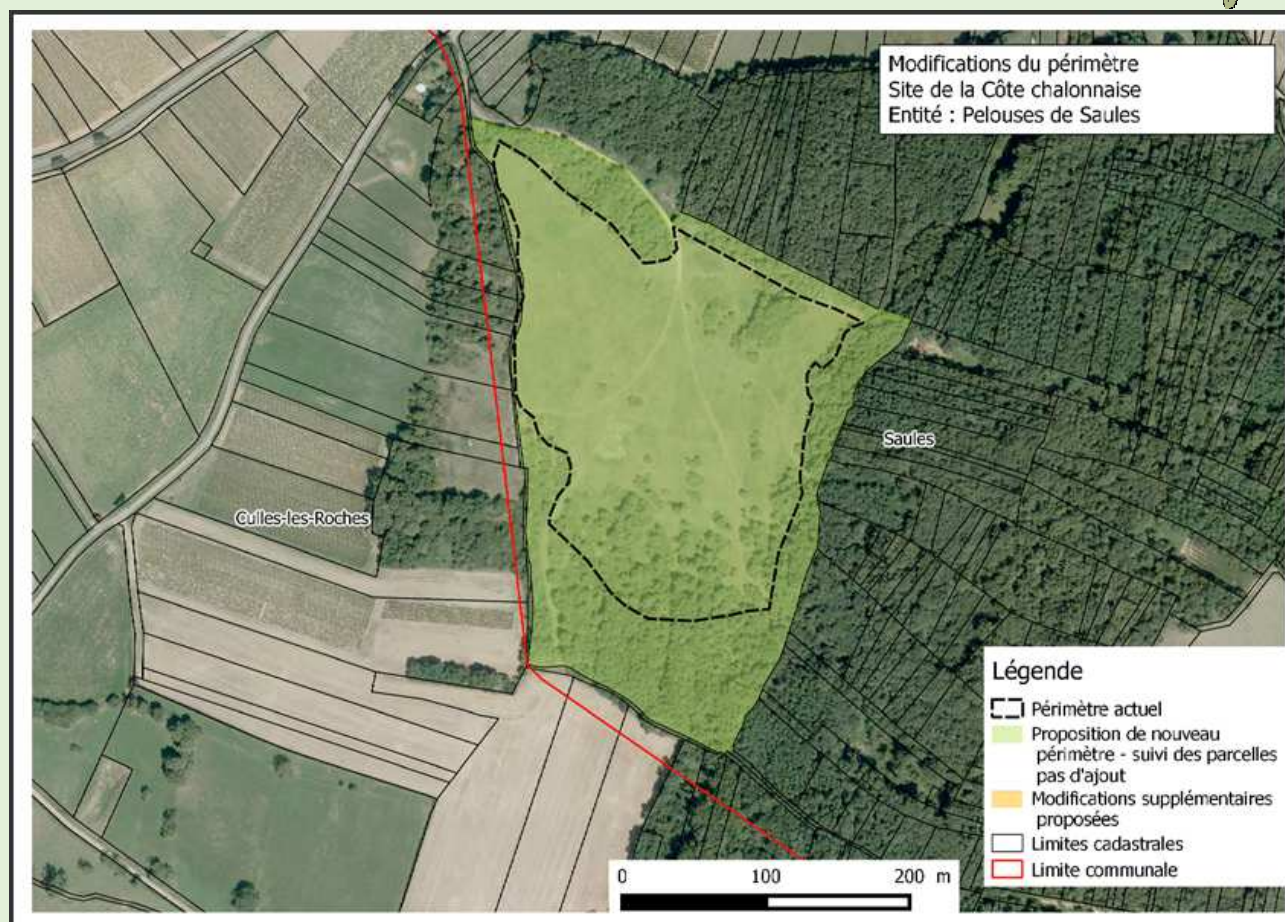 Modifications du périmètre
Site de la Côte chalonnaise
Entité : Pelouses de Saules
Saules
Culles-les-Roches
Légende
Périmètre actuel
Proposition de nouveau
périmètre - suivi des parcelles
pas d'ajout
Modifications supplémentaires
proposées
Limites cadastrales
Limite communale
0 100 200 m